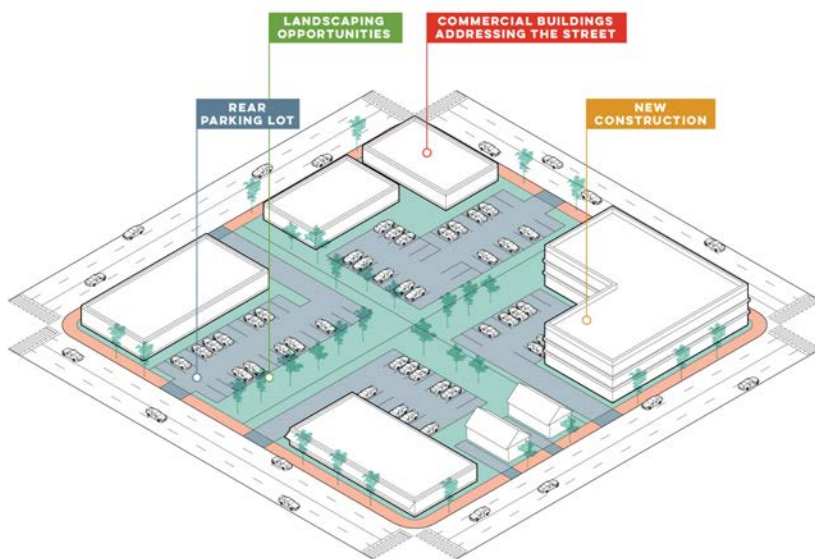 LANDSCAPING
OPPORTUNITIES
COMMERCIAL BUILDINGS
ADDRESSING THE STREET
REAR
PARKING LOT
NEW
CONSTRUCTION